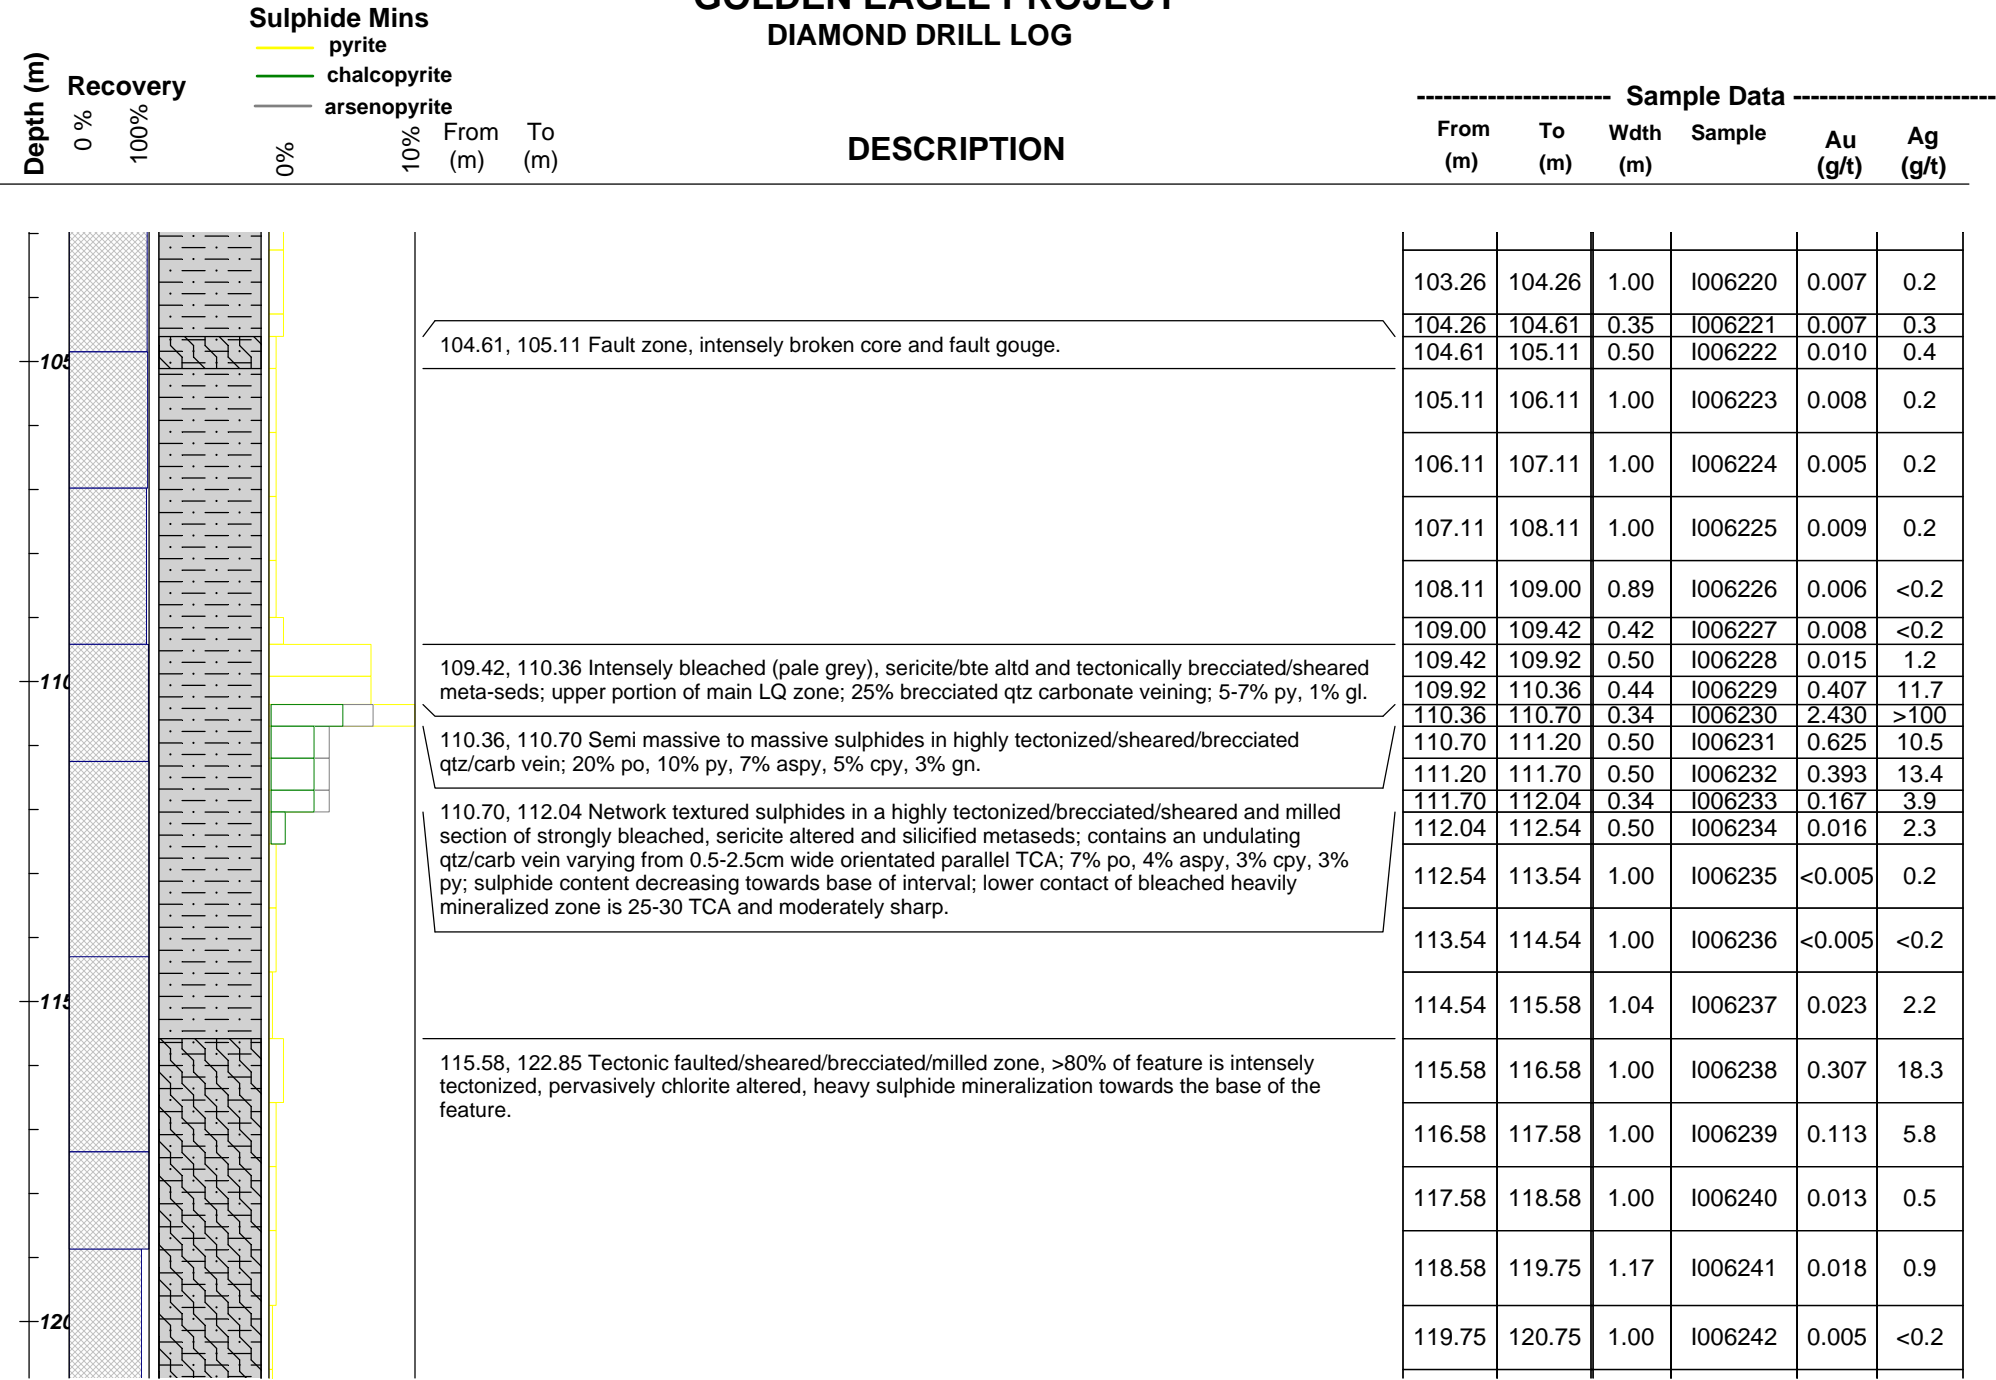 GOLDEN EAGLE PROJECT
DIAMOND DRILL LOG
Sulphide Mins
pyrite
chalcopyrite
arsenopyrite
Depth (m)
Recovery
0 %
100%
0%
10%
From (m)
To (m)
DESCRIPTION
---------------------- Sample Data -----------------------
From (m) To (m) Wdth (m) Sample Au (g/t) Ag (g/t)
105
110
115
120
104.61, 105.11 Fault zone, intensely broken core and fault gouge.
109.42, 110.36 Intensely bleached (pale grey), sericite/bte altd and tectonically brecciated/sheared
meta-seds; upper portion of main LQ zone; 25% brecciated qtz carbonate veining; 5-7% py, 1% gl.
110.36, 110.70 Semi massive to massive sulphides in highly tectonized/sheared/brecciated
qtz/carb vein; 20% po, 10% py, 7% aspy, 5% cpy, 3% gn.
110.70, 112.04 Network textured sulphides in a highly tectonized/brecciated/sheared and milled
section of strongly bleached, sericite altered and silicified metaseds; contains an undulating
qtz/carb vein varying from 0.5-2.5cm wide orientated parallel TCA; 7% po, 4% aspy, 3% cpy, 3%
py; sulphide content decreasing towards base of interval; lower contact of bleached heavily
mineralized zone is 25-30 TCA and moderately sharp.
115.58, 122.85 Tectonic faulted/sheared/brecciated/milled zone, >80% of feature is intensely
tectonized, pervasively chlorite altered, heavy sulphide mineralization towards the base of the
feature.
103.26 104.26 1.00 I006220 0.007 0.2
104.26 104.61 0.35 I006221 0.007 0.3
104.61 105.11 0.50 I006222 0.010 0.4
105.11 106.11 1.00 I006223 0.008 0.2
106.11 107.11 1.00 I006224 0.005 0.2
107.11 108.11 1.00 I006225 0.009 0.2
108.11 109.00 0.89 I006226 0.006 <0.2
109.00 109.42 0.42 I006227 0.008 <0.2
109.42 109.92 0.50 I006228 0.015 1.2
109.92 110.36 0.44 I006229 0.407 11.7
110.36 110.70 0.34 I006230 2.430 >100
110.70 111.20 0.50 I006231 0.625 10.5
111.20 111.70 0.50 I006232 0.393 13.4
111.70 112.04 0.34 I006233 0.167 3.9
112.04 112.54 0.50 I006234 0.016 2.3
112.54 113.54 1.00 I006235 <0.005 0.2
113.54 114.54 1.00 I006236 <0.005 <0.2
114.54 115.58 1.04 I006237 0.023 2.2
115.58 116.58 1.00 I006238 0.307 18.3
116.58 117.58 1.00 I006239 0.113 5.8
117.58 118.58 1.00 I006240 0.013 0.5
118.58 119.75 1.17 I006241 0.018 0.9
119.75 120.75 1.00 I006242 0.005 <0.2